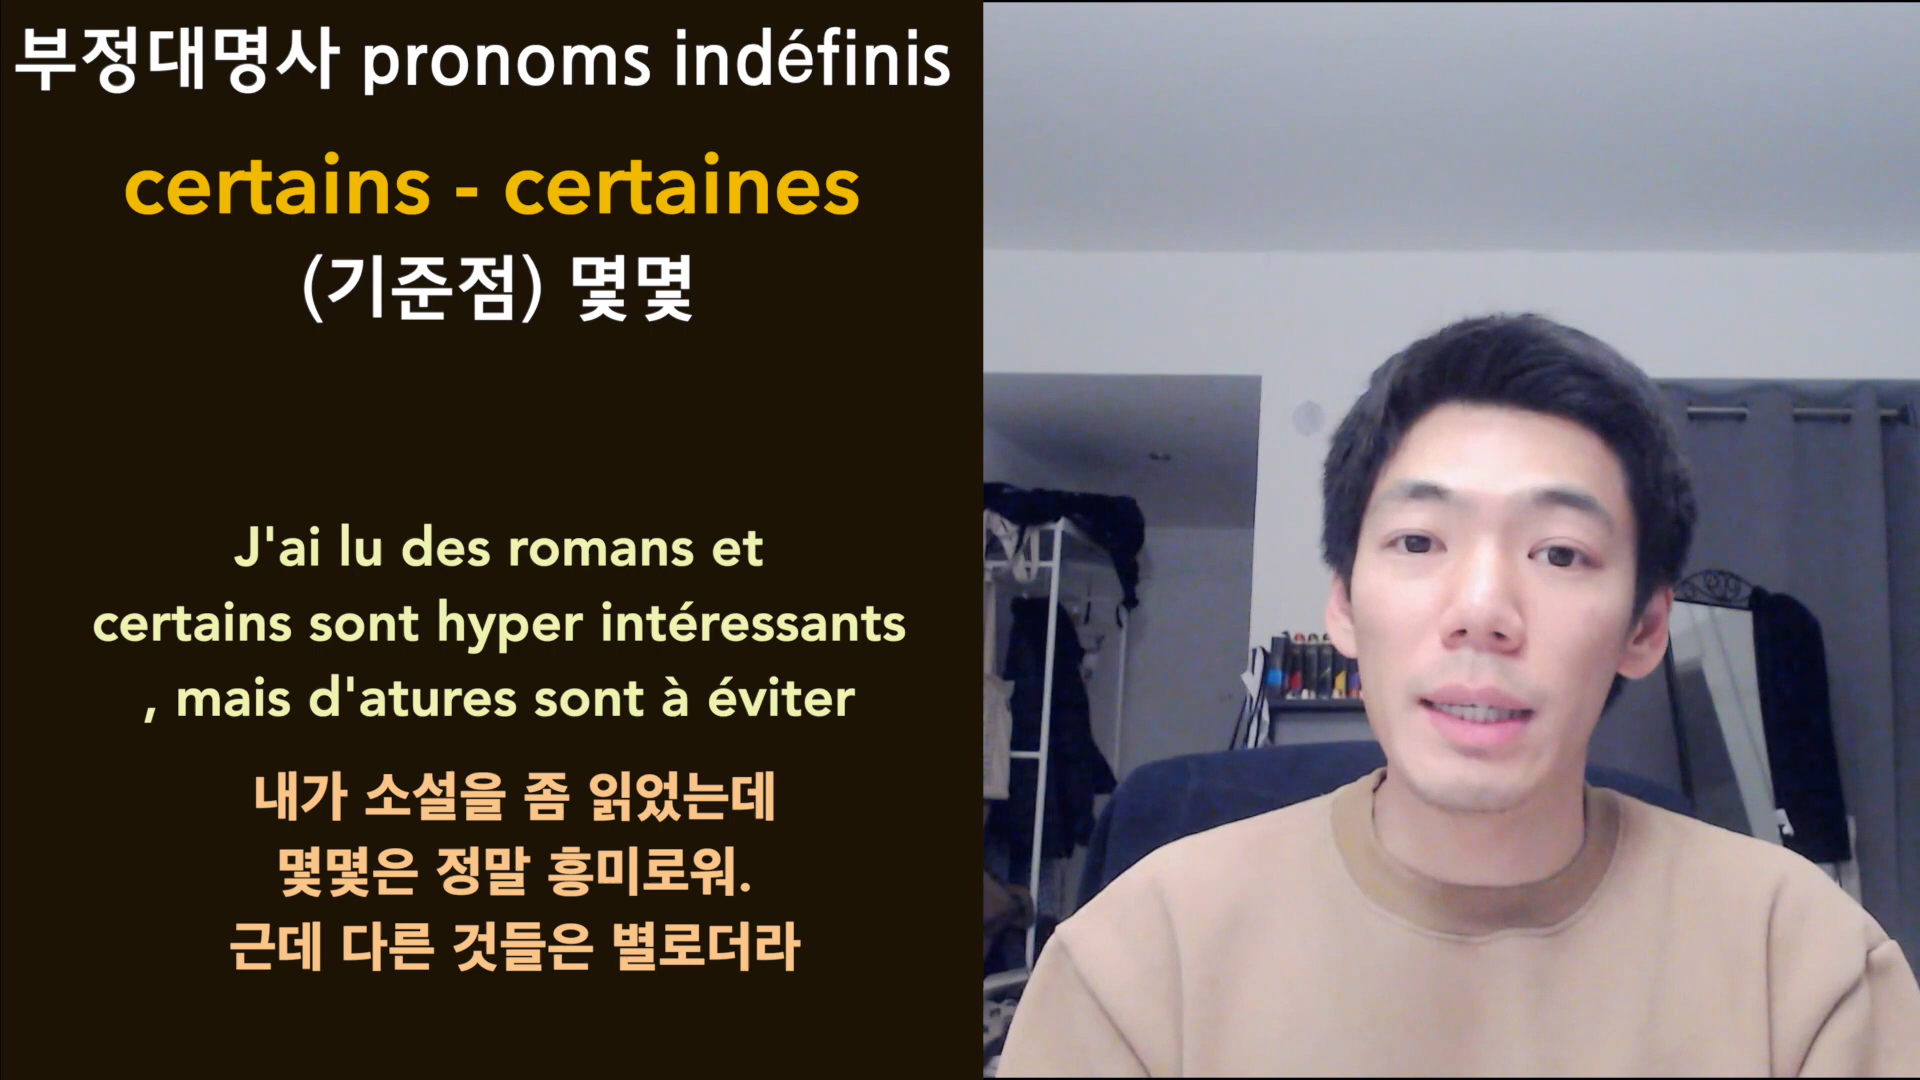 부정대명사 pronoms indéfinis
certains - certaines
(기준점) 몇몇
J'ai lu des romans et
certains sont hyper intéressants
, mais d'atures sont à éviter
내가 소설을 좀 읽었는데
몇몇은 정말 흥미로워.
근데 다른 것들은 별로더라